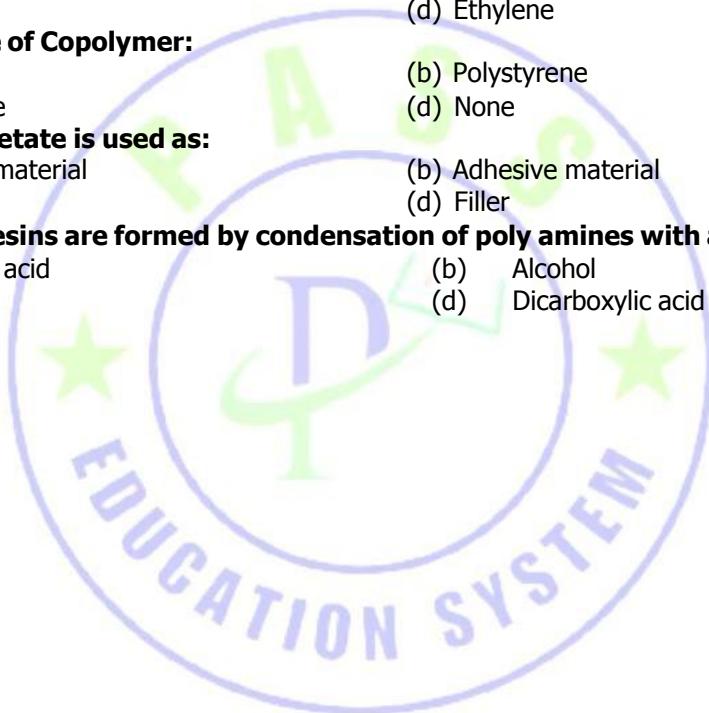 (d) Ethylene
of Copolymer:
(b) Polystyrene
(d) None
etate is used as:
material (b) Adhesive material
(d) Filler
esins are formed by condensation of poly amines with
acid (b) Alcohol
(d) Dicarboxylic acid
PASS
EDUCATION SYSTEM